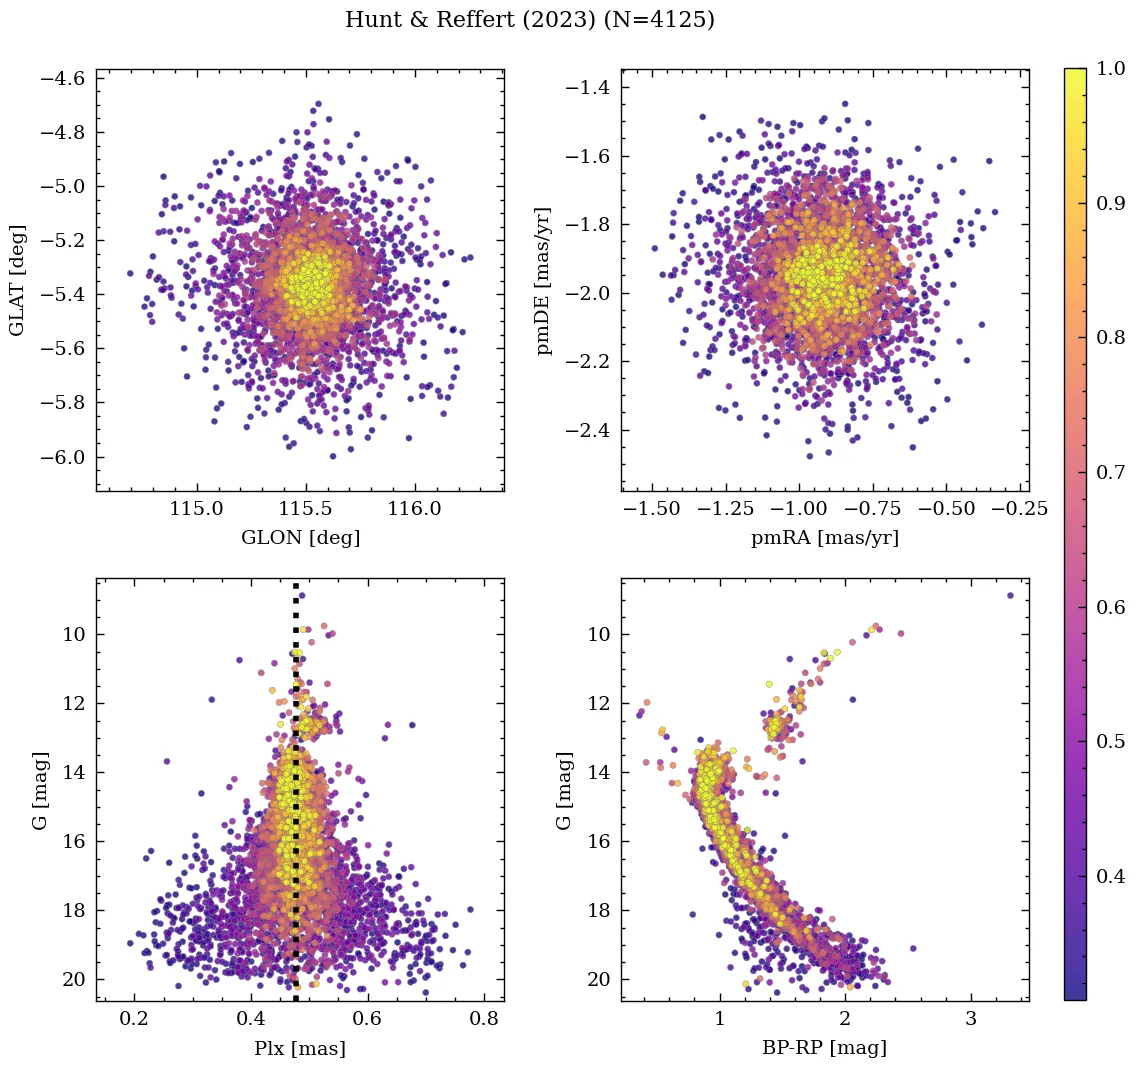 Hunt & Reffert (2023) (N=4125)
−4.6
−4.8
−5.0
−5.2
−5.4
−5.6
−5.8
−6.0
GLAT [deg]
115.0 115.5 116.0
GLON [deg]
−1.4
−1.6
−1.8
−2.0
−2.2
−2.4
pmDE [mas/yr]
−1.50 −1.25 −1.00 −0.75 −0.50 −0.25
pmRA [mas/yr]
10
12
14
16
18
20
G [mag]
0.2 0.4 0.6 0.8
Plx [mas]
10
12
14
16
18
20
G [mag]
1 2 3
BP-RP [mag]
1.0
0.9
0.8
0.7
0.6
0.5
0.4